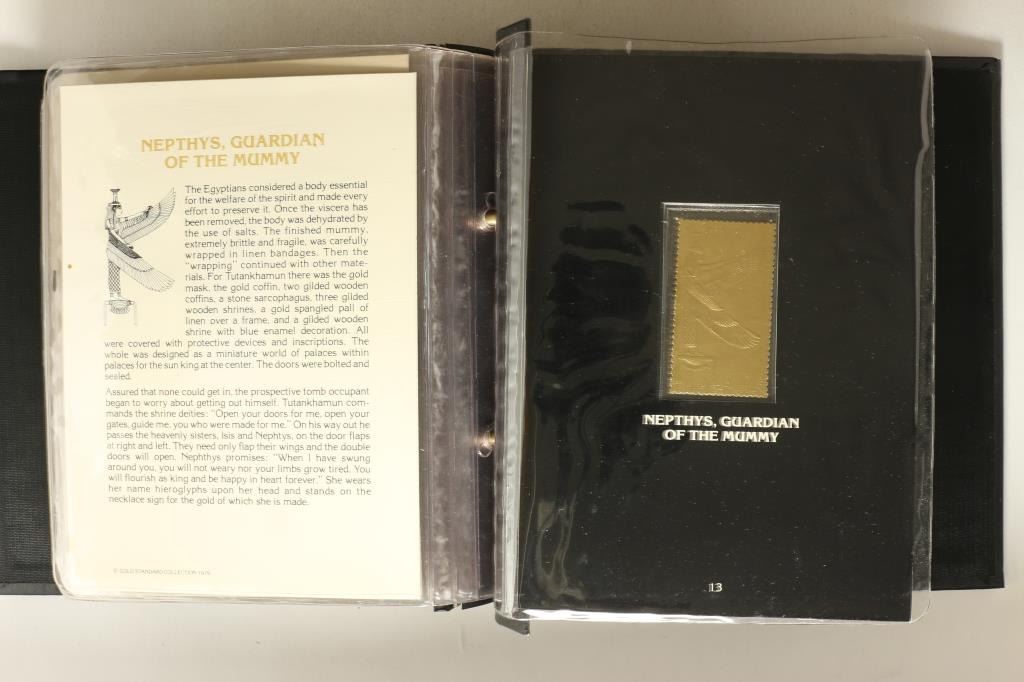 NEPTHYS, GUARDIAN
OF THE MUMMY
The Egyptians considered a body essential
for the welfare of the spirit and made every
effort to preserve it. Once the viscera has
been removed, the body was dehydrated by
the use of salts. The finished mummy,
extremely brittle and fragile, was carefully
wrapped in linen bandages. Then the
"wrapping" continued with other mate-
rials. For Tutankhamun there was the gold
mask, the gold coffin, two gilded wooden
coffins, a stone sarcophagus, three gilded
wooden shrines, a gold spangled pall of
linen over a frame, and a gilded wooden
shrine with blue enamel decoration. All
were covered with protective devices and inscriptions. The
whole was designed as a miniature world of palaces within
palaces for the sun king at the center. The doors were bolted and
sealed.
Assured that none could get in, the prospective tomb occupant
began to worry about getting out himself. Tutankhamun com-
mands the shrine deities: "Open your doors for me, open your
gates, guide me, you who were made for me." On his way out he
passes the heavenly sisters, Isis and Nephtys, on the door flaps
at right and left. They need only flap their wings and the double
doors will open. Nephthys promises: "When I have swung
around you, you will not weary nor your limbs grow tired. You
will flourish as king and be happy in heart forever." She wears
her name hieroglyphs upon her head and stands on the
necklace sign for the gold of which she is made.
© GOLD STANDARD COLLECTION
NEPTHYS, GUARDIAN
OF THE MUMMY
13